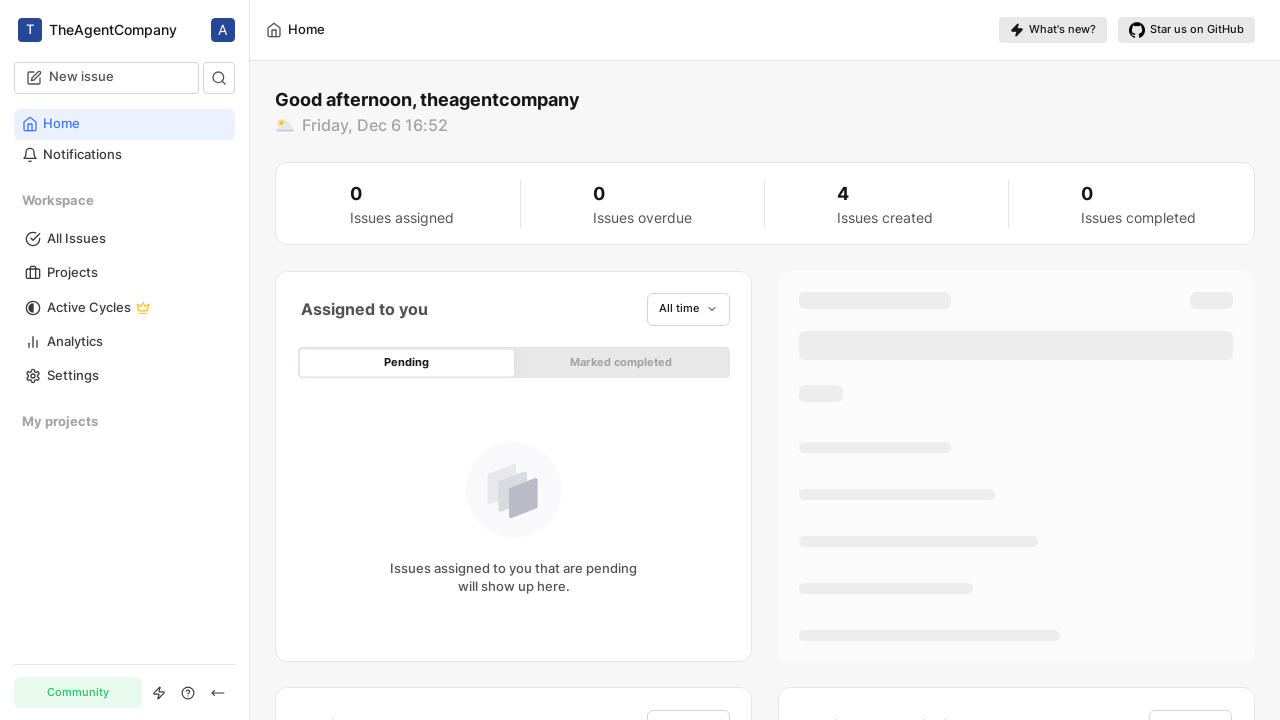 T TheAgentCompany A
Home
What's new?
Star us on GitHub
New issue
Home
Notifications
Workspace
All Issues
Projects
Active Cycles
Analytics
Settings
My projects
Community
Good afternoon, theagentcompany
Friday, Dec 6 16:52
0
Issues assigned
0
Issues overdue
4
Issues created
0
Issues completed
Assigned to you
All time
Pending
Marked completed
Issues assigned to you that are pending
will show up here.